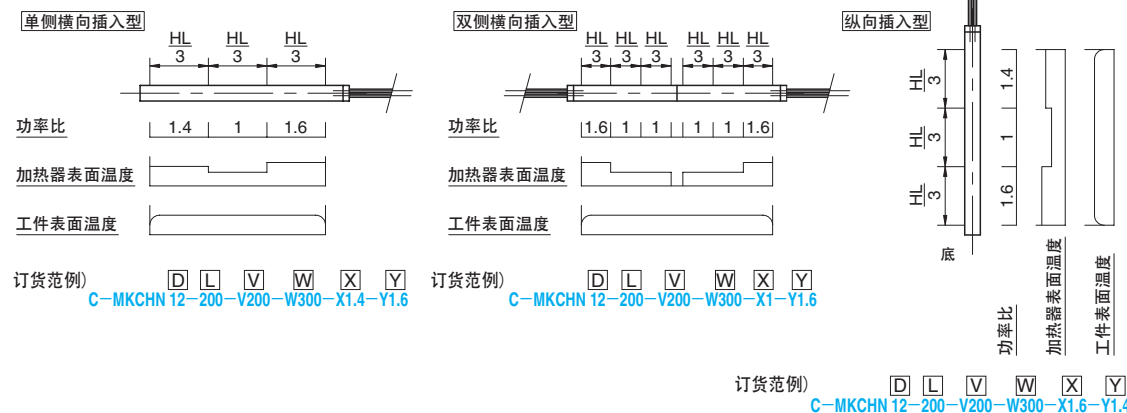 单侧横向插入型
HL/3 HL/3 HL/3
功率比 1.4 1 1.6
加热器表面温度
工件表面温度
订货范例) D L V W X Y
C-MKCHN 12-200-V200-W300-X1.4-Y1.6
双侧横向插入型
HL/3 HL/3 HL/3 HL/3 HL/3 HL/3
功率比 1.6 1 1 1 1 1.6
加热器表面温度
工件表面温度
订货范例) D L V W X Y
C-MKCHN 12-200-V200-W300-X1-Y1.6
纵向插入型
HL/3 1.4
HL/3 1
HL/3 1.6
底
功率比
加热器表面温度
工件表面温度
订货范例) D L V W X Y
C-MKCHN 12-200-V200-W300-X1.6-Y1.4